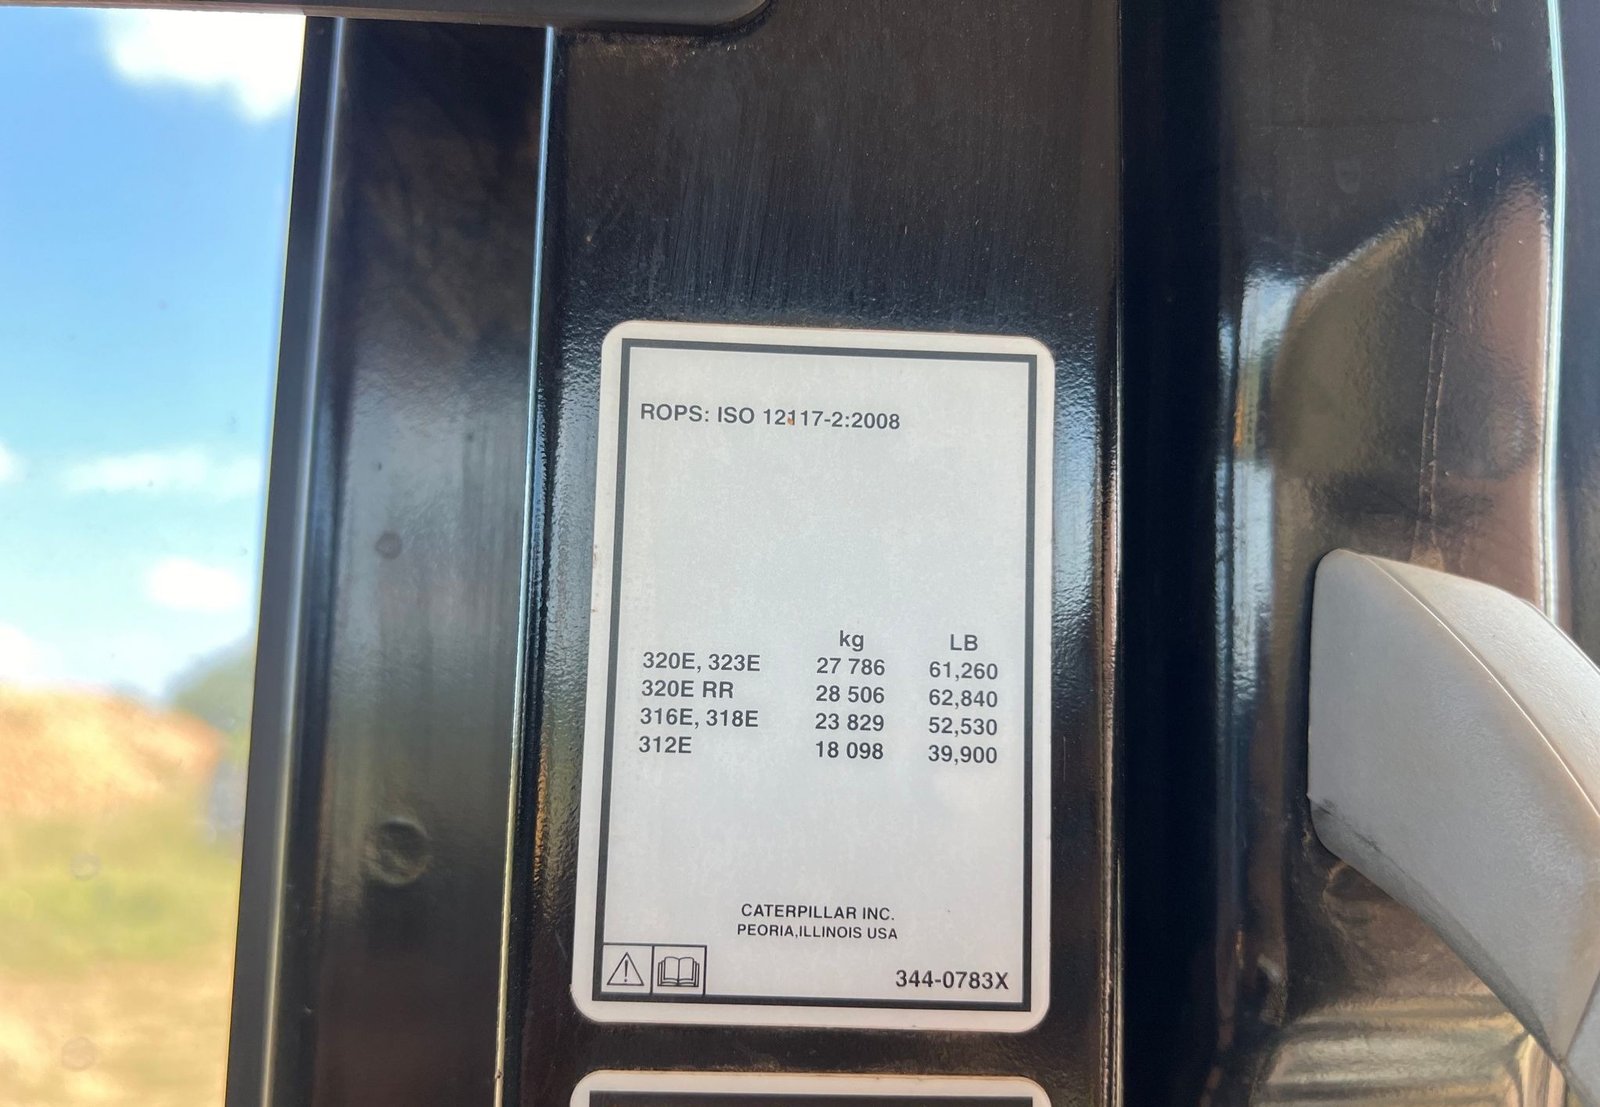 ROPS: ISO 12117-2:2008
kg LB
320E, 323E 27 786 61,260
320E RR 28 506 62,840
316E, 318E 23 829 52,530
312E 18 098 39,900
CATERPILLAR INC.
PEORIA,ILLINOIS USA
344-0783X